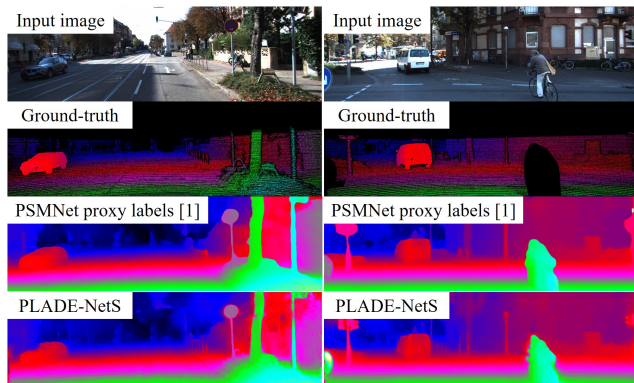 Input image
Input image
Ground-truth
Ground-truth
PSMNet proxy labels [1]
PSMNet proxy labels [1]
PLADE-NetS
PLADE-NetS